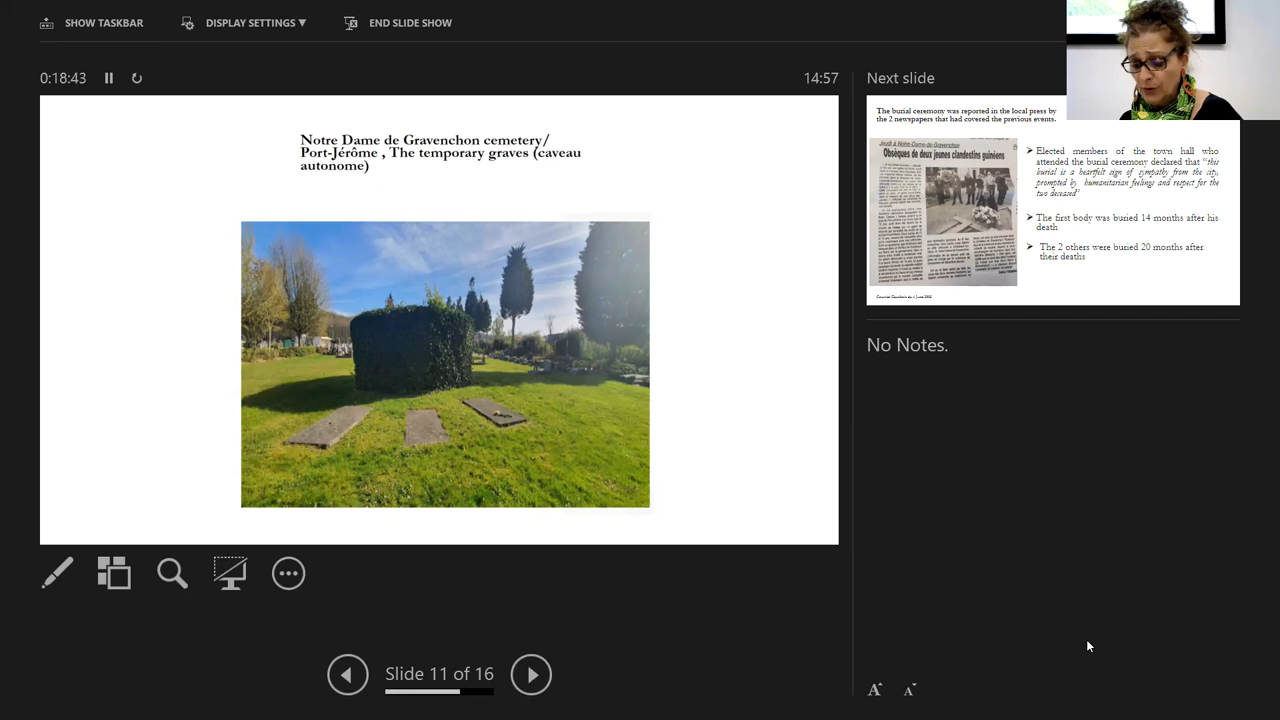 SHOW TASKBAR
DISPLAY SETTINGS ▼
END SLIDE SHOW
0:18:43
14:57
Next slide
Notre Dame de Gravenchon cemetery/
Port-Jérôme , The temporary graves (caveau
autonome)
The burial ceremony was reported in the local press by
the 2 newspapers that had covered the previous events.
Jeudi à Notre-Dame-de-Gravenchon
Obsèques de deux jeunes clandestins guinéens
➢ Elected members of the town hall who
attended the burial ceremony declared that "this
burial is a heartfelt sign of sympathy from the city,
prompted by humanitarian feelings and respect for the
two deceased"
➢ The first body was buried 14 months after his
death
➢ The 2 others were buried 20 months after
their deaths
No Notes.
Slide 11 of 16
A A